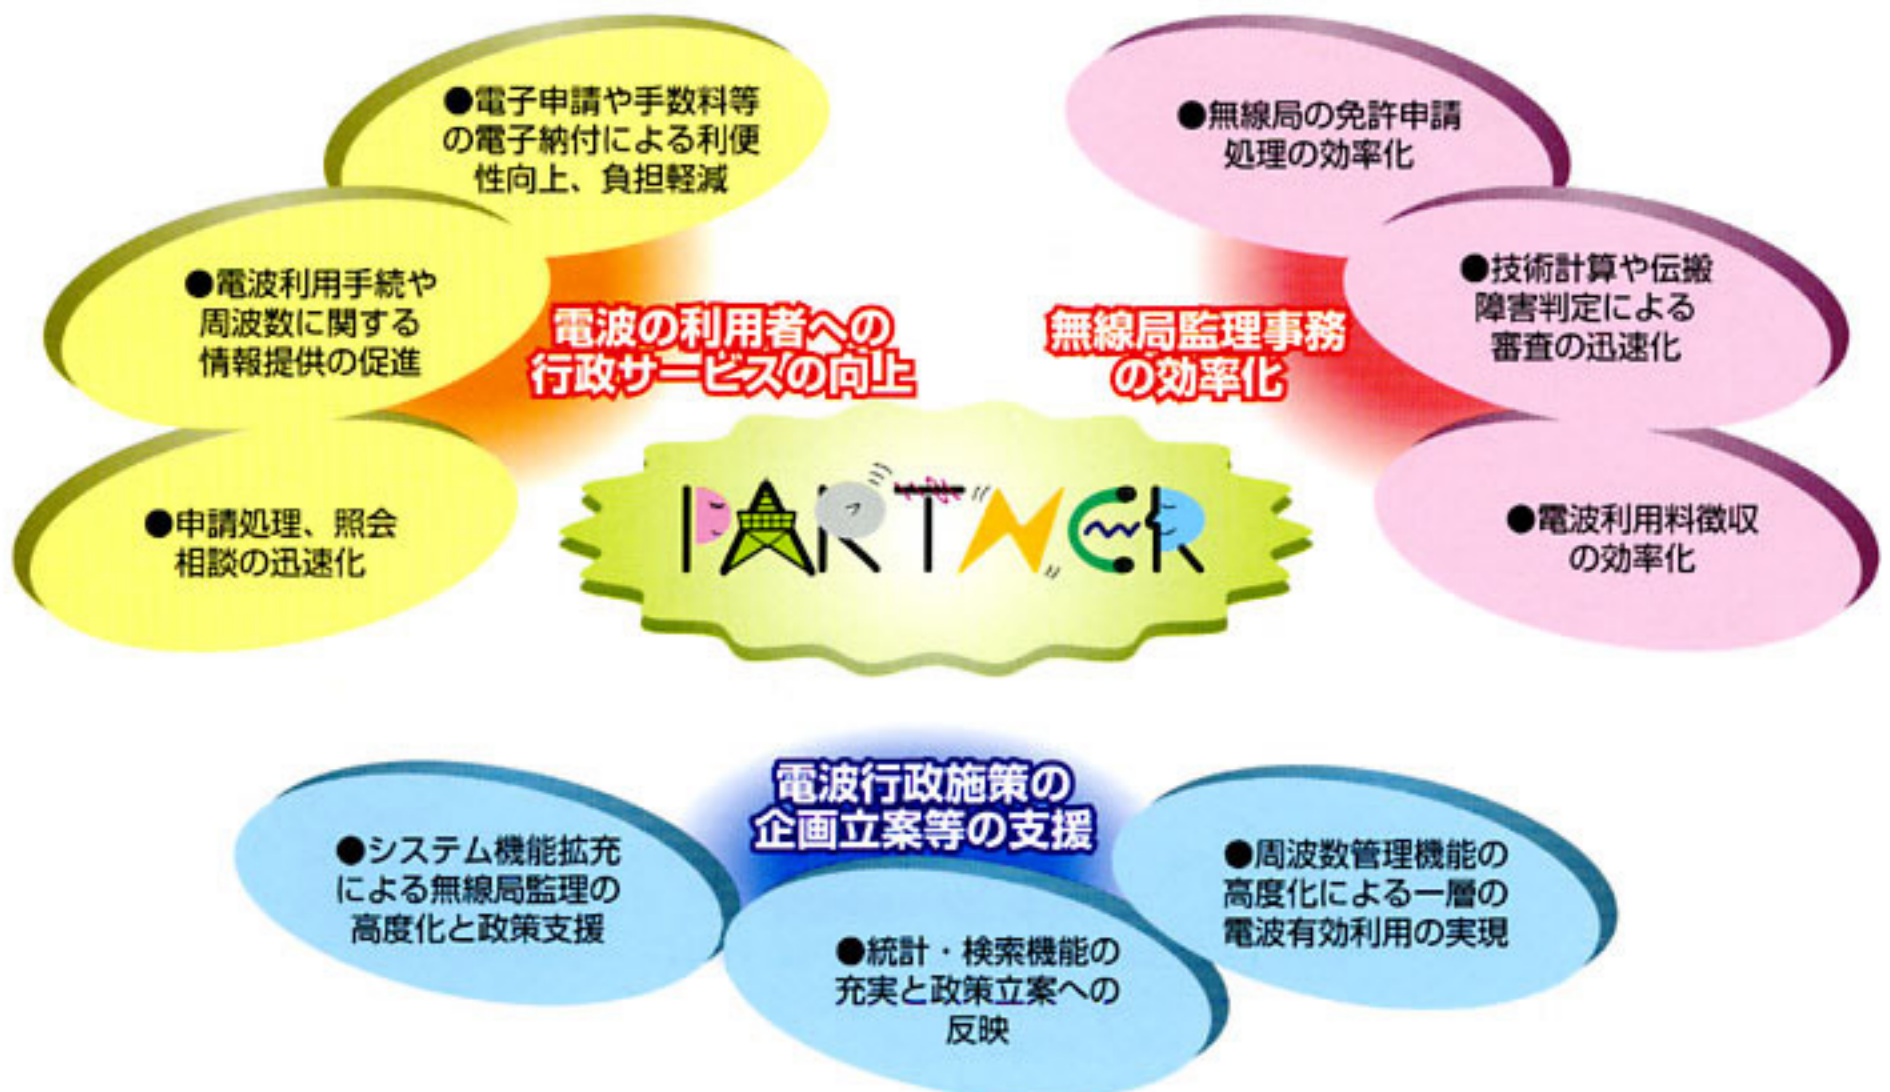 ●電子申請や手数料等
の電子納付による利便
性向上、負担軽減
●電波利用手続や
周波数に関する
情報提供の促進
●申請処理、照会
相談の迅速化
電波の利用者への
行政サービスの向上
無線局監理事務
の効率化
●無線局の免許申請
処理の効率化
●技術計算や伝搬
障害判定による
審査の迅速化
●電波利用料徴収
の効率化
PARTNER
電波行政施策の
企画立案等の支援
●システム機能拡充
による無線局監理の
高度化と政策支援
●統計・検索機能の
充実と政策立案への
反映
●周波数管理機能の
高度化による一層の
電波有効利用の実現